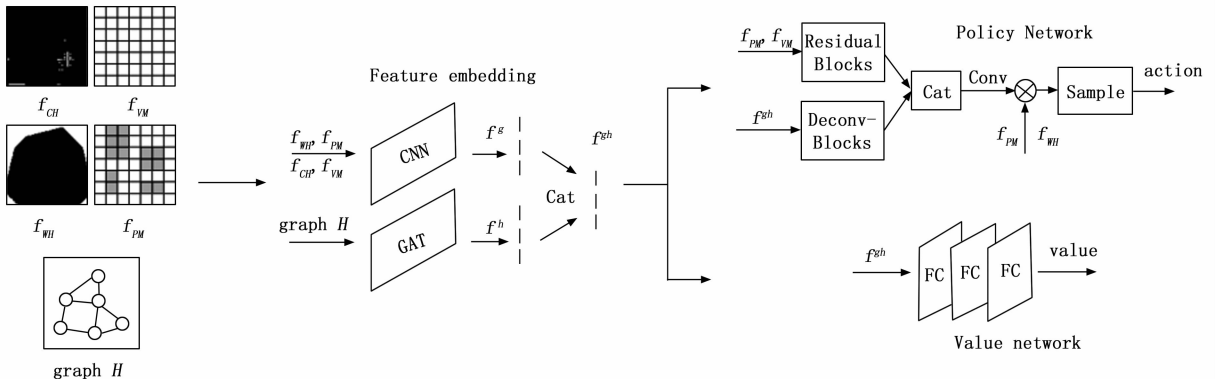 f_CH
f_VM
f_WH
f_PM
graph H
Feature embedding
f_WH, f_PM
f_CH, f_VM
CNN
f^g
graph H
GAT
f^h
Cat
f^gh
Policy Network
f_PM, f_VM
Residual
Blocks
f^gh
Deconv-
Blocks
Cat
Conv
f_PM
f_WH
Sample
action
f^gh
FC
FC
FC
value
Value network